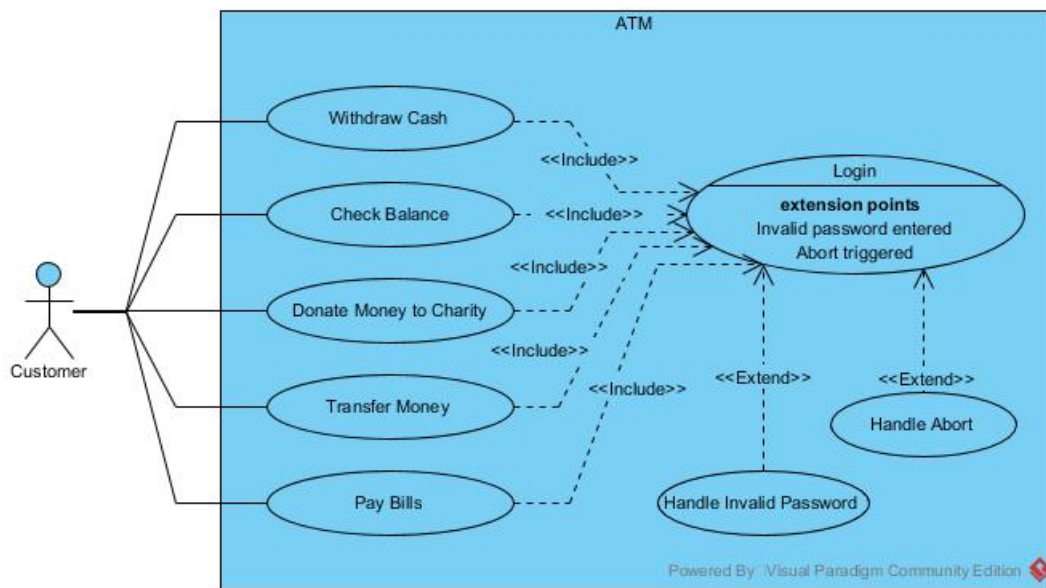 ATM
Withdraw Cash
<<Include>>
Login
extension points
Invalid password entered
Abort triggered
Check Balance
<<Include>>
Donate Money to Charity
<<Include>>
Customer
Transfer Money
<<Include>>
Pay Bills
<<Include>>
<<Extend>>
<<Extend>>
Handle Abort
Handle Invalid Password
Powered By Visual Paradigm Community Edition